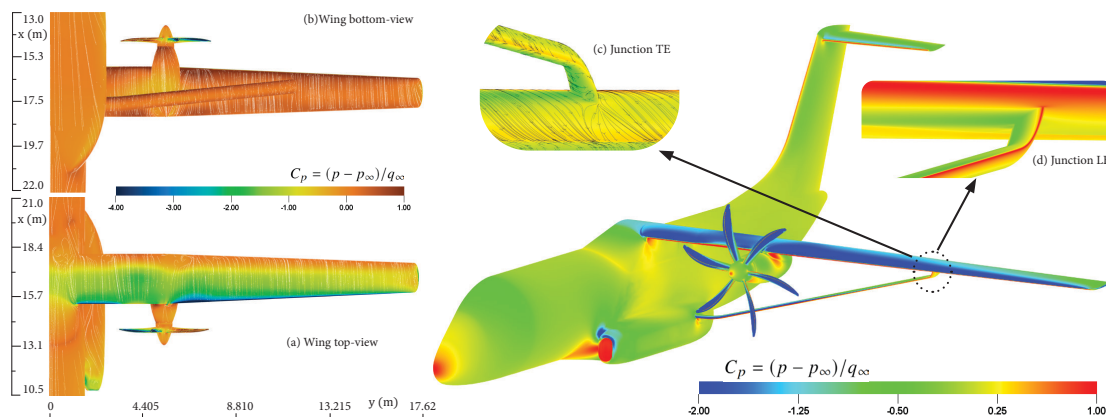 13.0
x (m)
15.3
17.5
19.7
22.0
(b)Wing bottom-view
C_p = (p − p_∞)/q_∞
-4.00 -3.00 -2.00 -1.00 0.00 1.00
21.0
x (m)
18.4
15.7
13.1
10.5
(a) Wing top-view
0 4.405 8.810 13.215 y (m) 17.62
(c) Junction TE
(d) Junction LE
C_p = (p − p_∞)/q_∞
-2.00 -1.25 -0.50 0.25 1.00